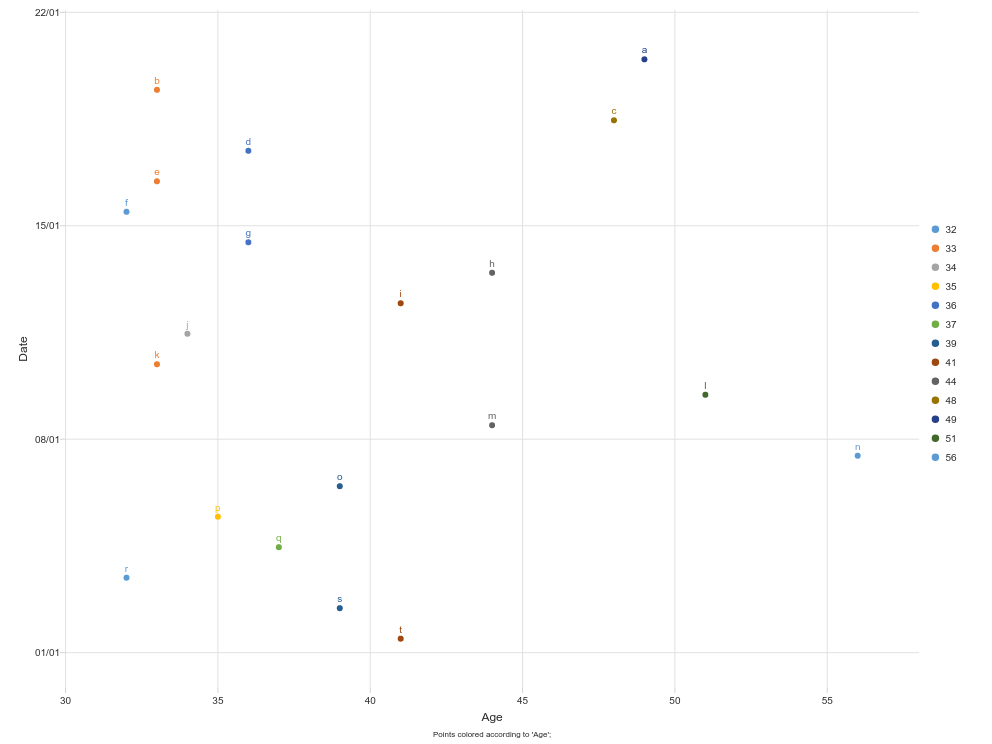 22/01
a
b
c
d
e
f
15/01
g
h
i
j
k
l
m
08/01
n
o
p
q
r
s
t
01/01
Date
30 35 40 45 50 55
Age
Points colored according to 'Age';
32
33
34
35
36
37
39
41
44
48
49
51
56